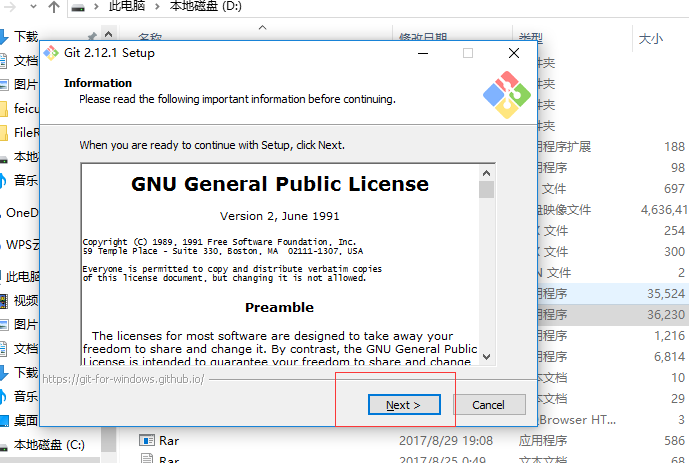 此电脑 > 本地磁盘 (D:)
名称
修改日期
类型
大小
下载
文档
图片
feicu
FileR
本地磁
音乐
OneD
WPS云
此电脑
视频
图片
文档
下载
音乐
桌面
本地磁盘 (C:)
Git 2.12.1 Setup
Information
Please read the following important information before continuing.
When you are ready to continue with Setup, click Next.
GNU General Public License
Version 2, June 1991
Copyright (C) 1989, 1991 Free Software Foundation, Inc.
59 Temple Place - Suite 330, Boston, MA 02111-1307, USA
Everyone is permitted to copy and distribute verbatim copies
of this license document, but changing it is not allowed.
Preamble
The licenses for most software are designed to take away your
freedom to share and change it. By contrast, the GNU General Public
License is intended to guarantee your freedom to share and change
https://git-for-windows.github.io/
Next >
Cancel
件夹
件夹
件夹
件夹
用程序扩展 188
用程序 98
文件 697
盘映像文件 4,636,41
X 文件 254
X 文件 300
N 文件 2
用程序 35,524
用程序 36,230
用程序 1,216
用程序 6,814
本文档 10
本文档 30
Browser HT... 3
Rar 2017/8/29 19:08 应用程序 586
Rar 2017/8/25 0:49 文本文档 68